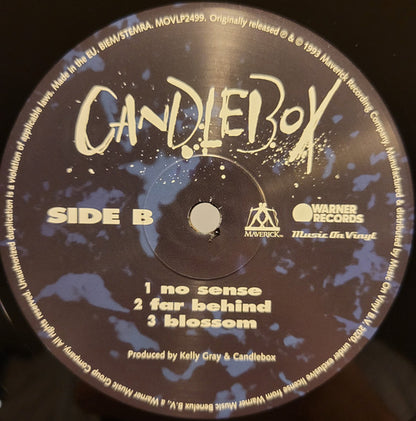 CANDLEBOX
SIDE B
MAVERICK™
WARNER RECORDS
Music On Vinyl
1 no sense
2 far behind
3 blossom
Produced by Kelly Gray & Candlebox
Made in the EU. BIEM/STEMRA. MOVLP2499. Originally released ℗ & © 1993 Maverick Recording Company. Manufactured & distributed by Music On Vinyl B.V. 2020 under exclusive license from Warner Music Benelux B.V., a Warner Music Group Company. All rights reserved. Unauthorized duplication is a violation of applicable laws.